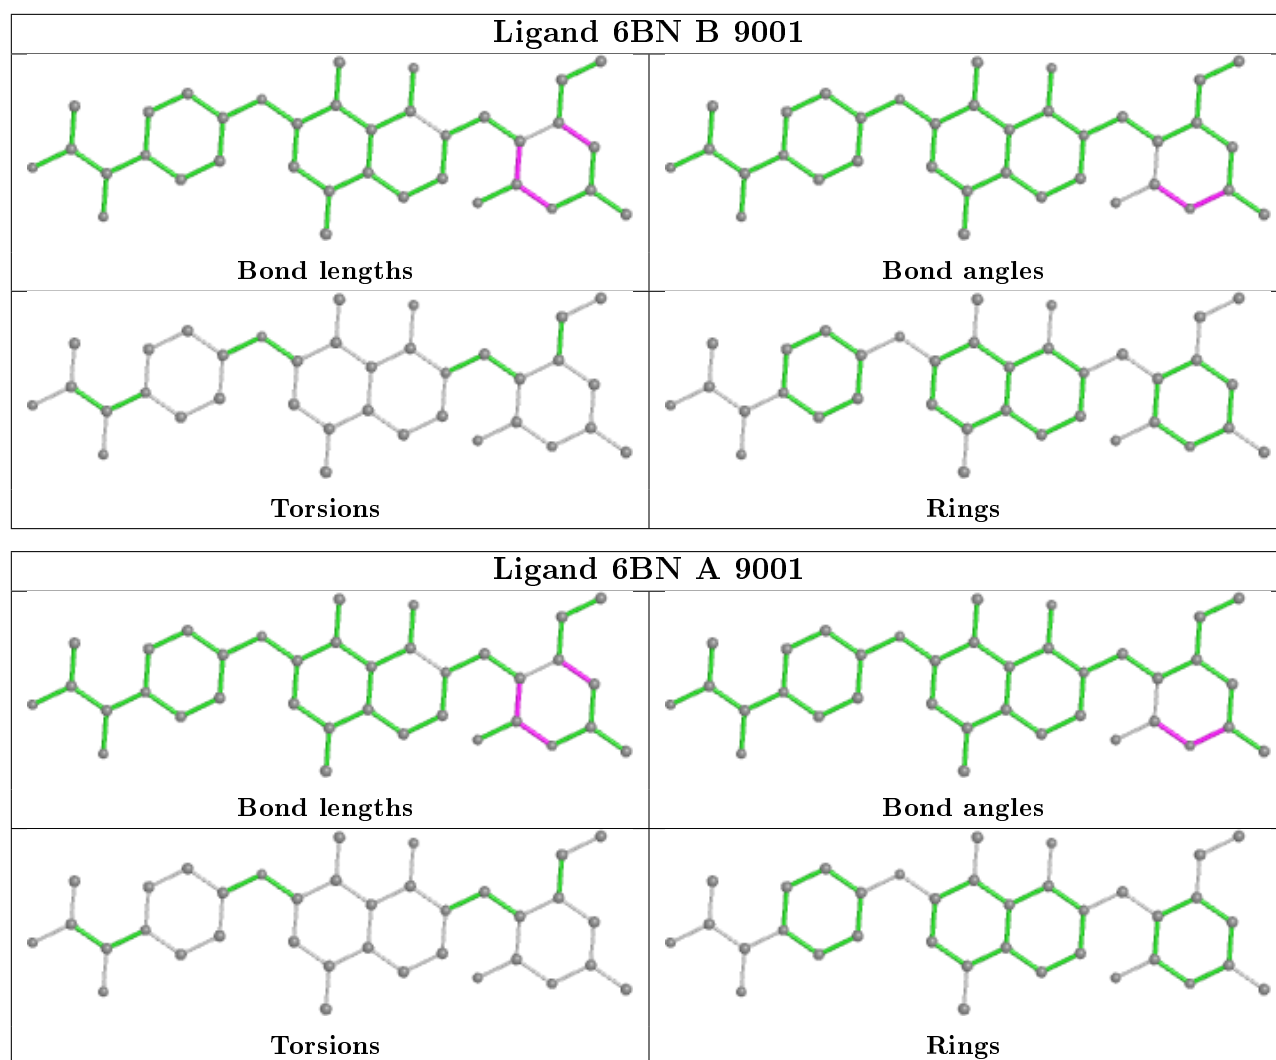 Ligand 6BN B 9001
Bond lengths
Bond angles
Torsions
Rings
Ligand 6BN A 9001
Bond lengths
Bond angles
Torsions
Rings